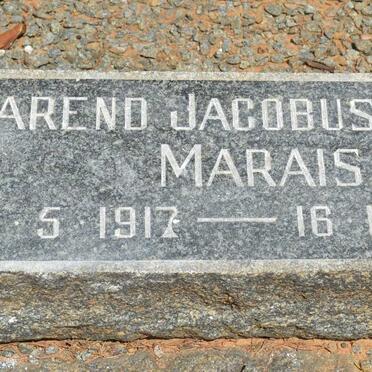 AREND JACOBUS
MARAIS
5 1917 — 16